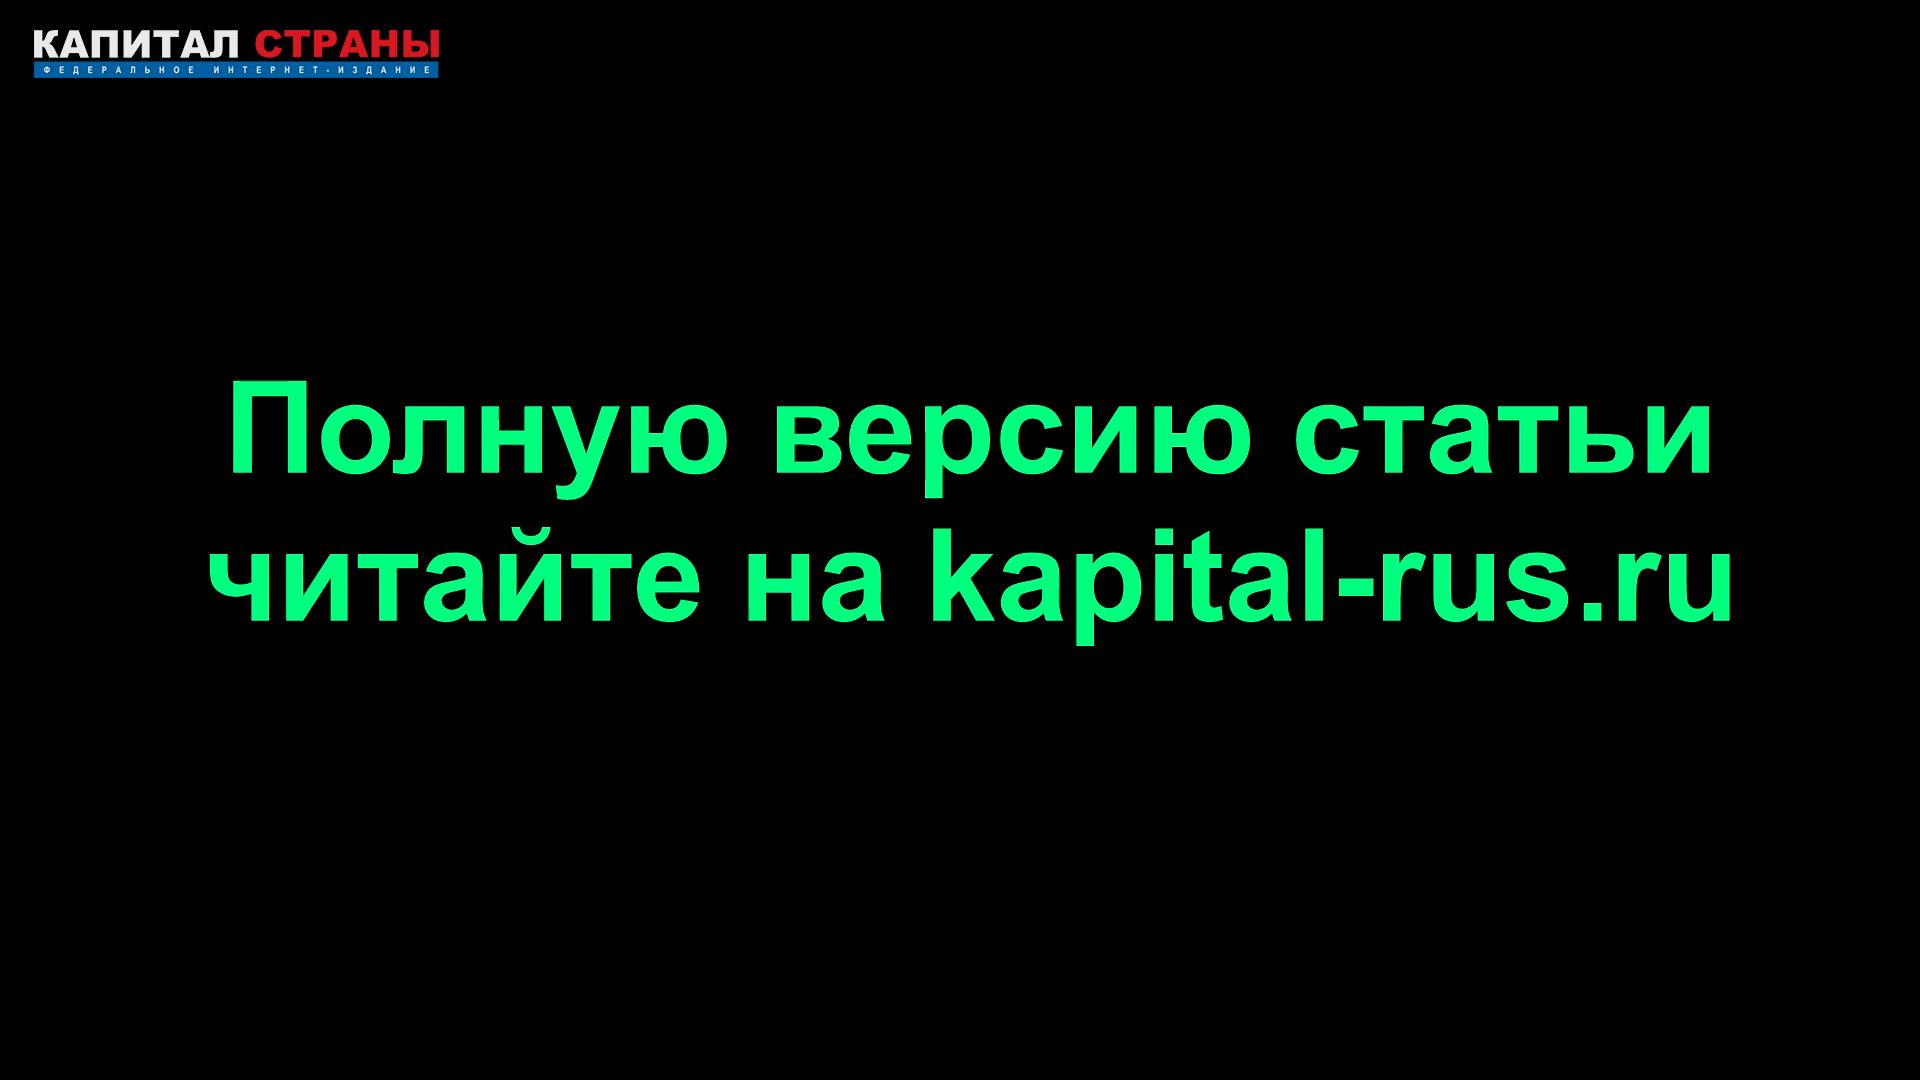 КАПИТАЛ СТРАНЫ
ФЕДЕРАЛЬНОЕ ИНТЕРНЕТ-ИЗДАНИЕ
Полную версию статьи
читайте на kapital-rus.ru